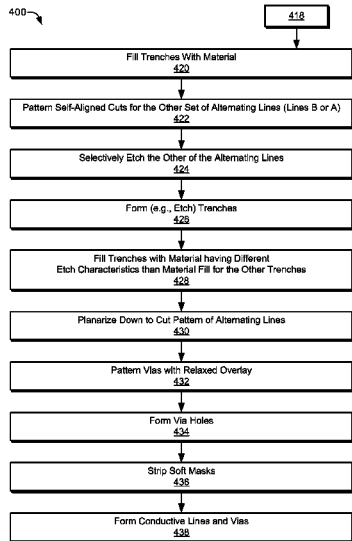 400
418
Fill Trenches With Material
420
Pattern Self-Aligned Cuts for the Other Set of Alternating Lines (Lines B or A)
422
Selectively Etch the Other of the Alternating Lines
424
Form (e.g., Etch) Trenches
426
Fill Trenches with Material having Different
Etch Characteristics than Material Fill for the Other Trenches
428
Planarize Down to Cut Pattern of Alternating Lines
430
Pattern Vias with Relaxed Overlay
432
Form Via Holes
434
Strip Soft Masks
436
Form Conductive Lines and Vias
438